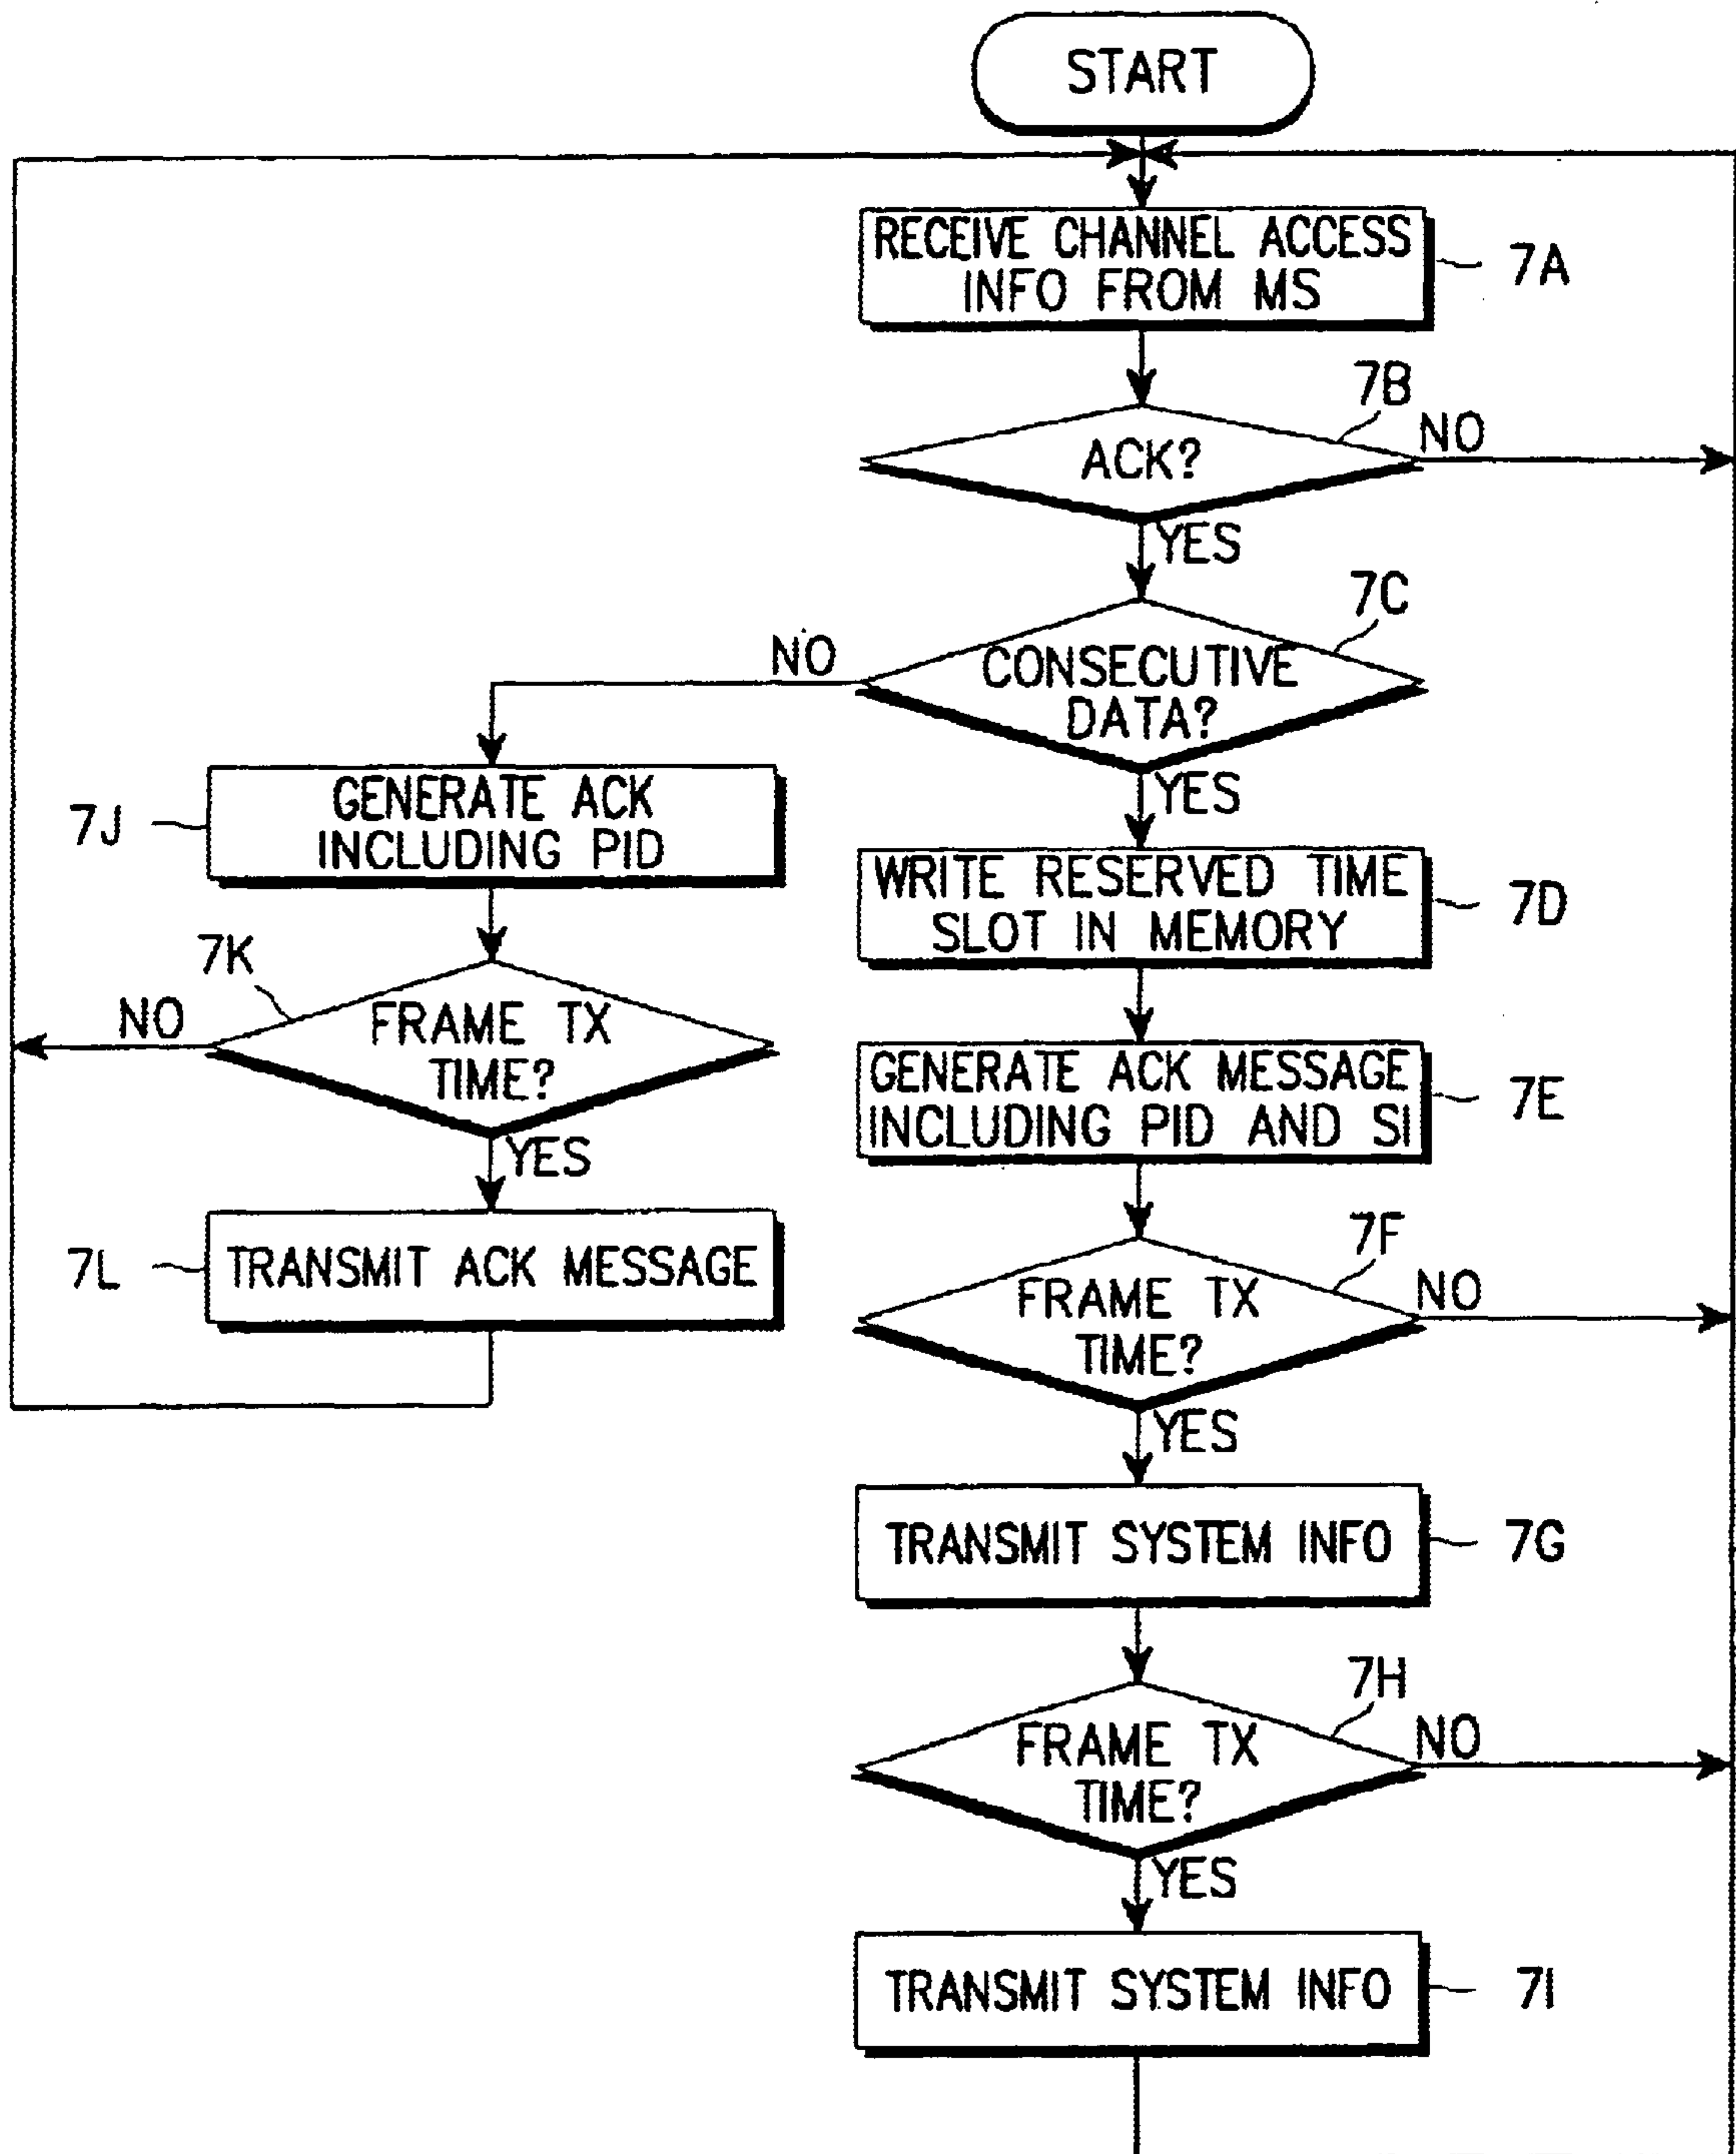 START
RECEIVE CHANNEL ACCESS
INFO FROM MS
7A
7B
ACK?
NO
YES
7C
CONSECUTIVE
DATA?
NO
YES
7J
GENERATE ACK
INCLUDING PID
WRITE RESERVED TIME
SLOT IN MEMORY
7D
7K
FRAME TX
TIME?
NO
YES
GENERATE ACK MESSAGE
INCLUDING PID AND SI
7E
7L
TRANSMIT ACK MESSAGE
7F
FRAME TX
TIME?
NO
YES
TRANSMIT SYSTEM INFO
7G
7H
FRAME TX
TIME?
NO
YES
TRANSMIT SYSTEM INFO
7I